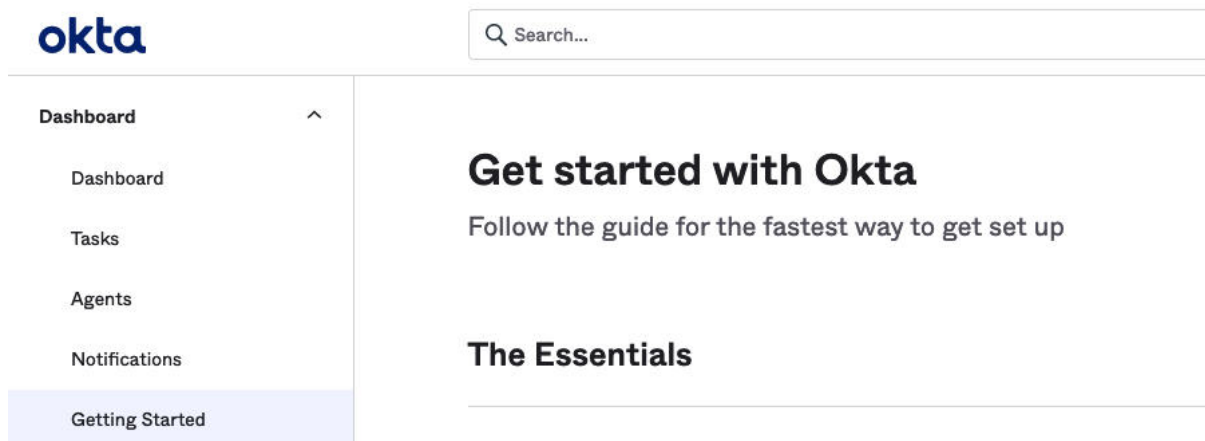 okta
Search...
Dashboard
Dashboard
Tasks
Agents
Notifications
Getting Started
Get started with Okta
Follow the guide for the fastest way to get set up
The Essentials